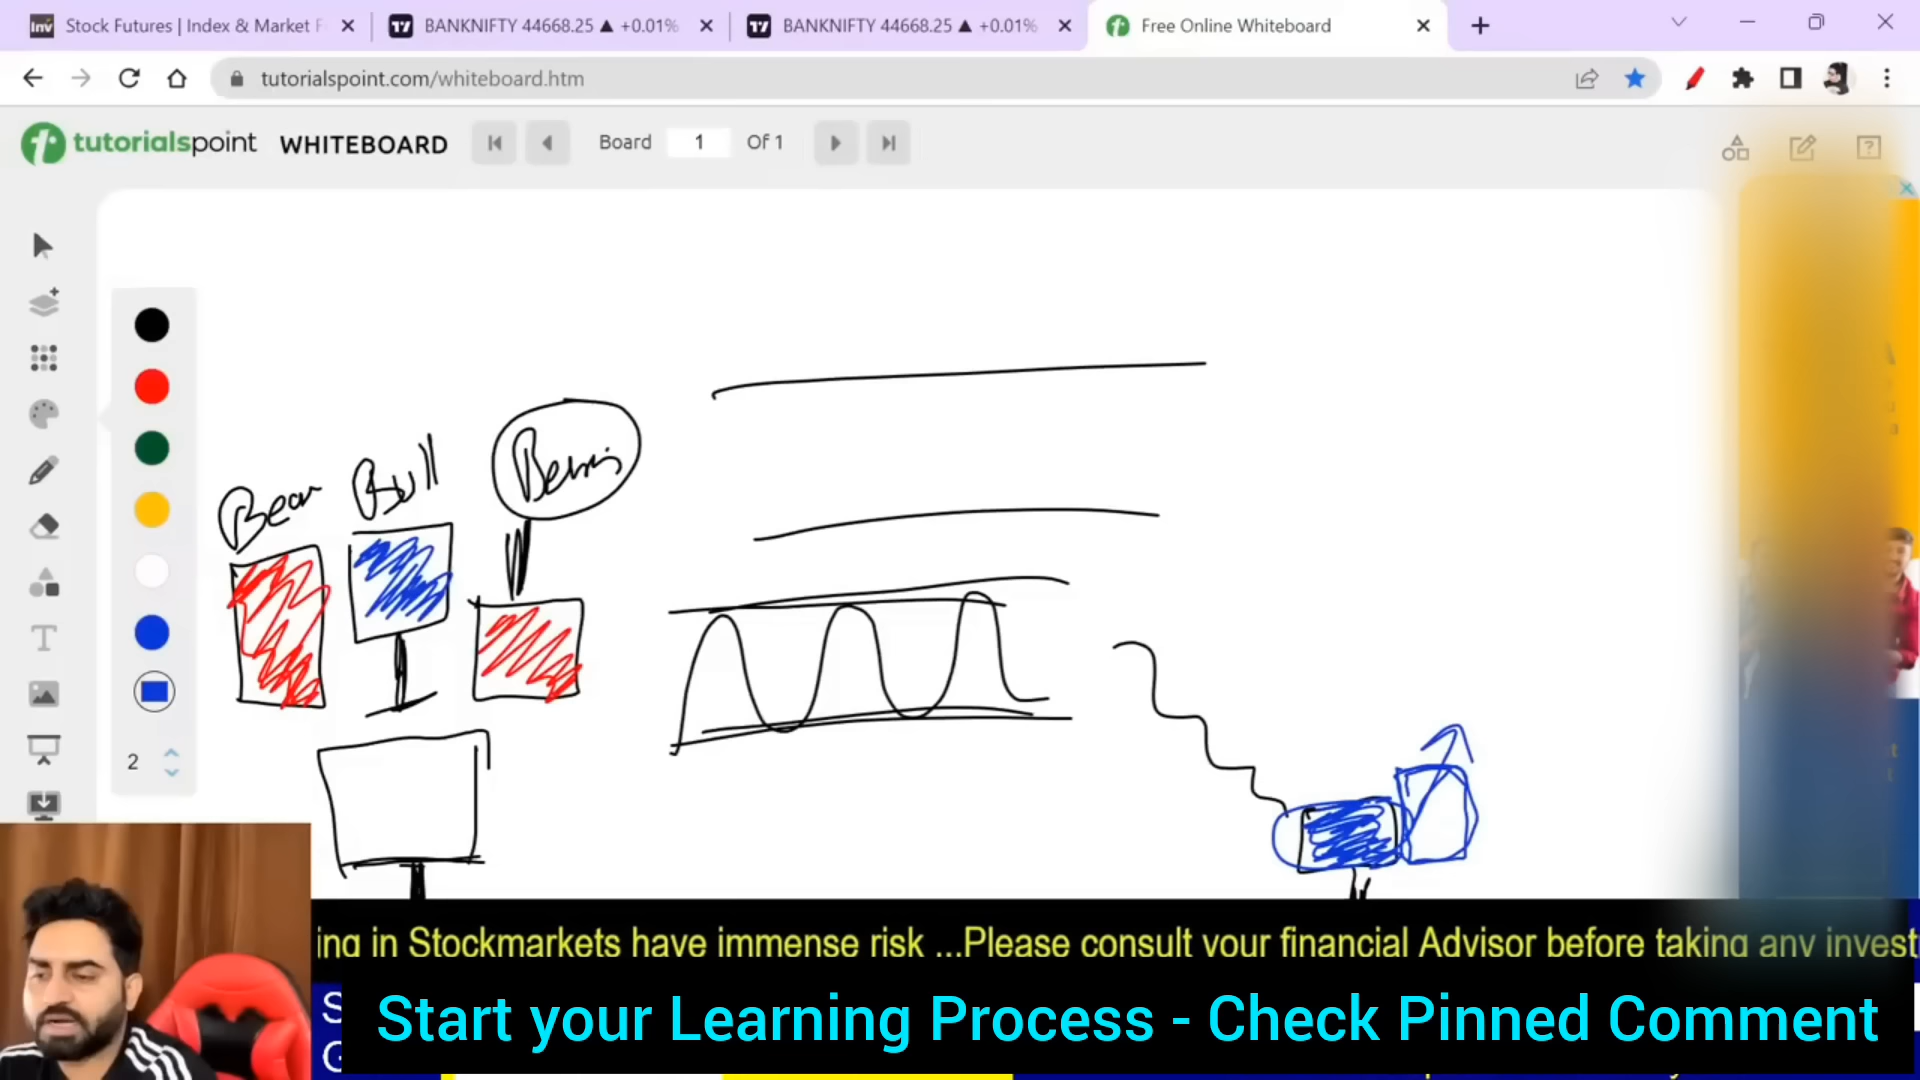 Stock Futures | Index & Market F
BANKNIFTY 44668.25 ▲ +0.01%
BANKNIFTY 44668.25 ▲ +0.01%
Free Online Whiteboard
tutorialspoint.com/whiteboard.htm
tutorialspoint WHITEBOARD
Board 1 Of 1
Bear
Bull
2
ing in Stockmarkets have immense risk ...Please consult your financial Advisor before taking any invest
Start your Learning Process - Check Pinned Comment